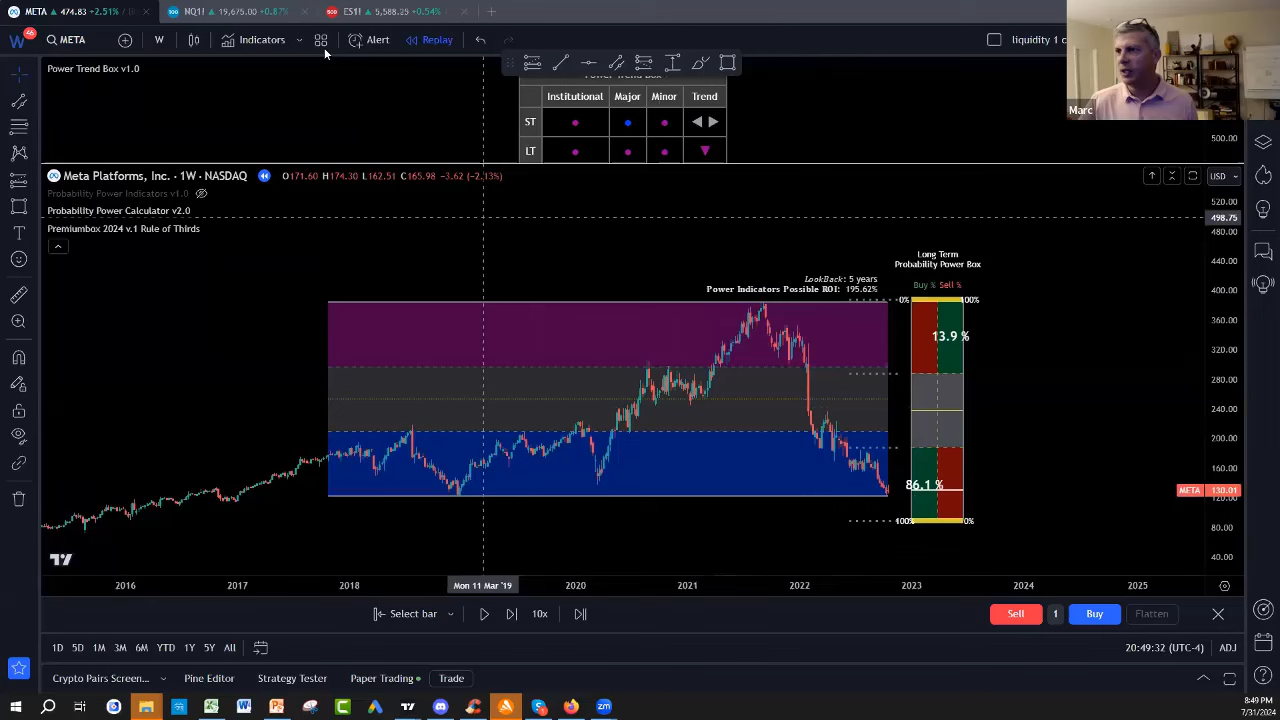 META ▲ 474.83 +2.51% /
NQ1! ▲ 19,675.00 +0.87%
ES1! ▲ 5,588.25 +0.54%
46
META
W
Indicators
Alert
Replay
liquidity 1 c
Marc
Power Trend Box v1.0
Power Trend Box
Institutional Major Minor Trend
ST
LT
500.00
Meta Platforms, Inc. · 1W · NASDAQ
O171.60 H174.30 L162.51 C165.98 −3.62 (−2.13%)
USD
Probability Power Indicators v1.0
Probability Power Calculator v2.0
Premiumbox 2024 v.1 Rule of Thirds
520.00
498.75
480.00
440.00
400.00
360.00
320.00
280.00
240.00
200.00
160.00
META 130.01
120.00
80.00
40.00
Long Term
Probability Power Box
Buy % Sell %
LookBack: 5 years
Power Indicators Possible ROI: 195.62%
0% 100%
13.9 %
86.1 %
100% 0%
2016 2017 2018 Mon 11 Mar '19 2020 2021 2022 2023 2024 2025
Select bar
10x
Sell 1 Buy Flatten
1D 5D 1M 3M 6M YTD 1Y 5Y All
20:49:32 (UTC-4) ADJ
Crypto Pairs Screen... Pine Editor Strategy Tester Paper Trading Trade
8:49 PM
7/31/2024